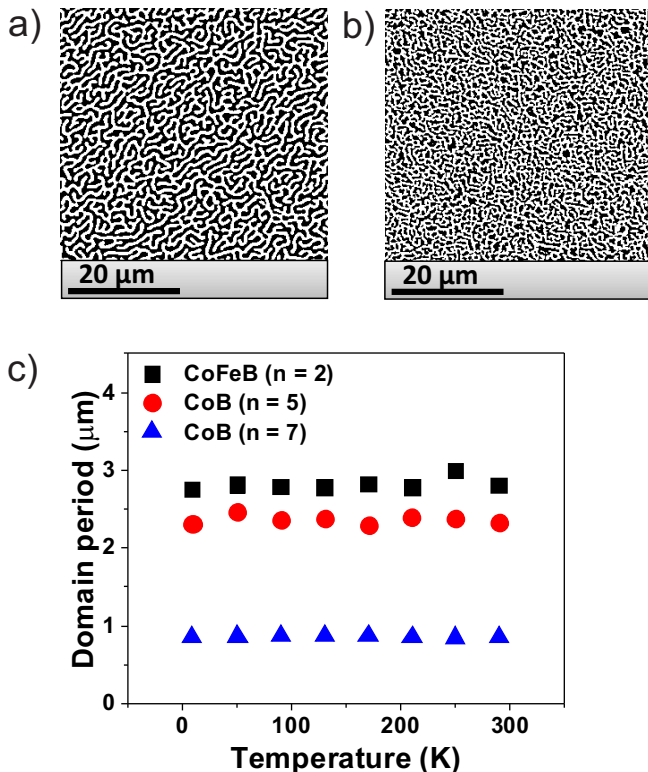 a)
b)
20 μm
20 μm
c)
CoFeB (n = 2)
CoB (n = 5)
CoB (n = 7)
Domain period (μm)
4
3
2
1
0
0
100
200
300
Temperature (K)